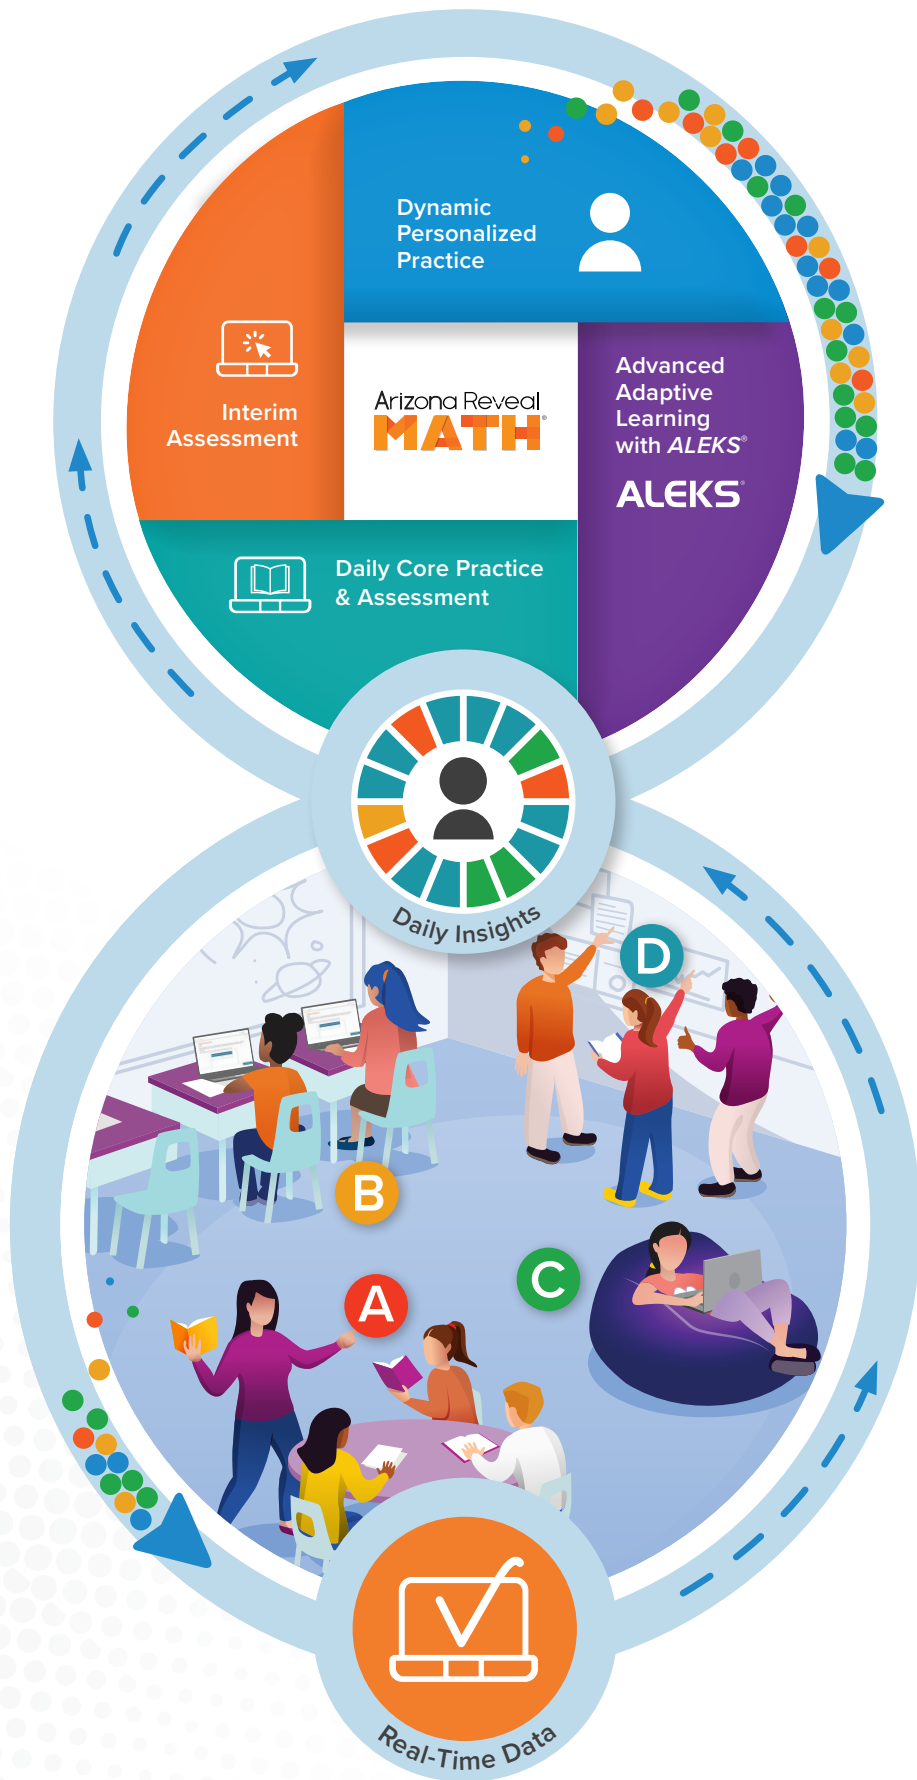 Dynamic
Personalized
Practice
Interim
Assessment
Arizona Reveal
MATH®
Advanced
Adaptive
Learning
with ALEKS®
ALEKS®
Daily Core Practice
& Assessment
Daily Insights
D
B
A
C
Real-Time Data